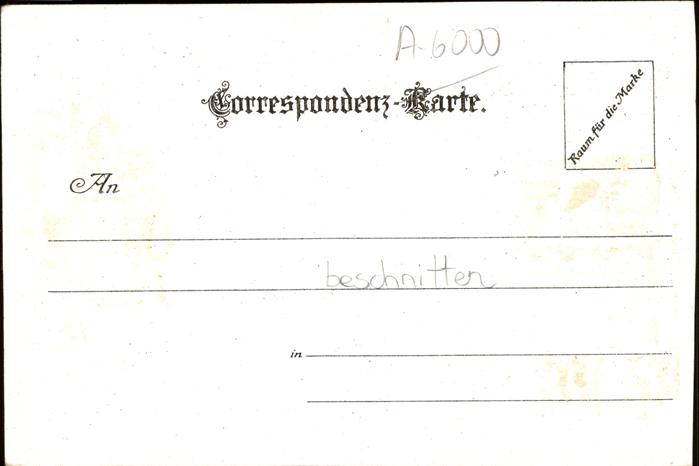 A-6000
Correspondenz-Karte.
Raum für die Marke
An
beschnitten
in